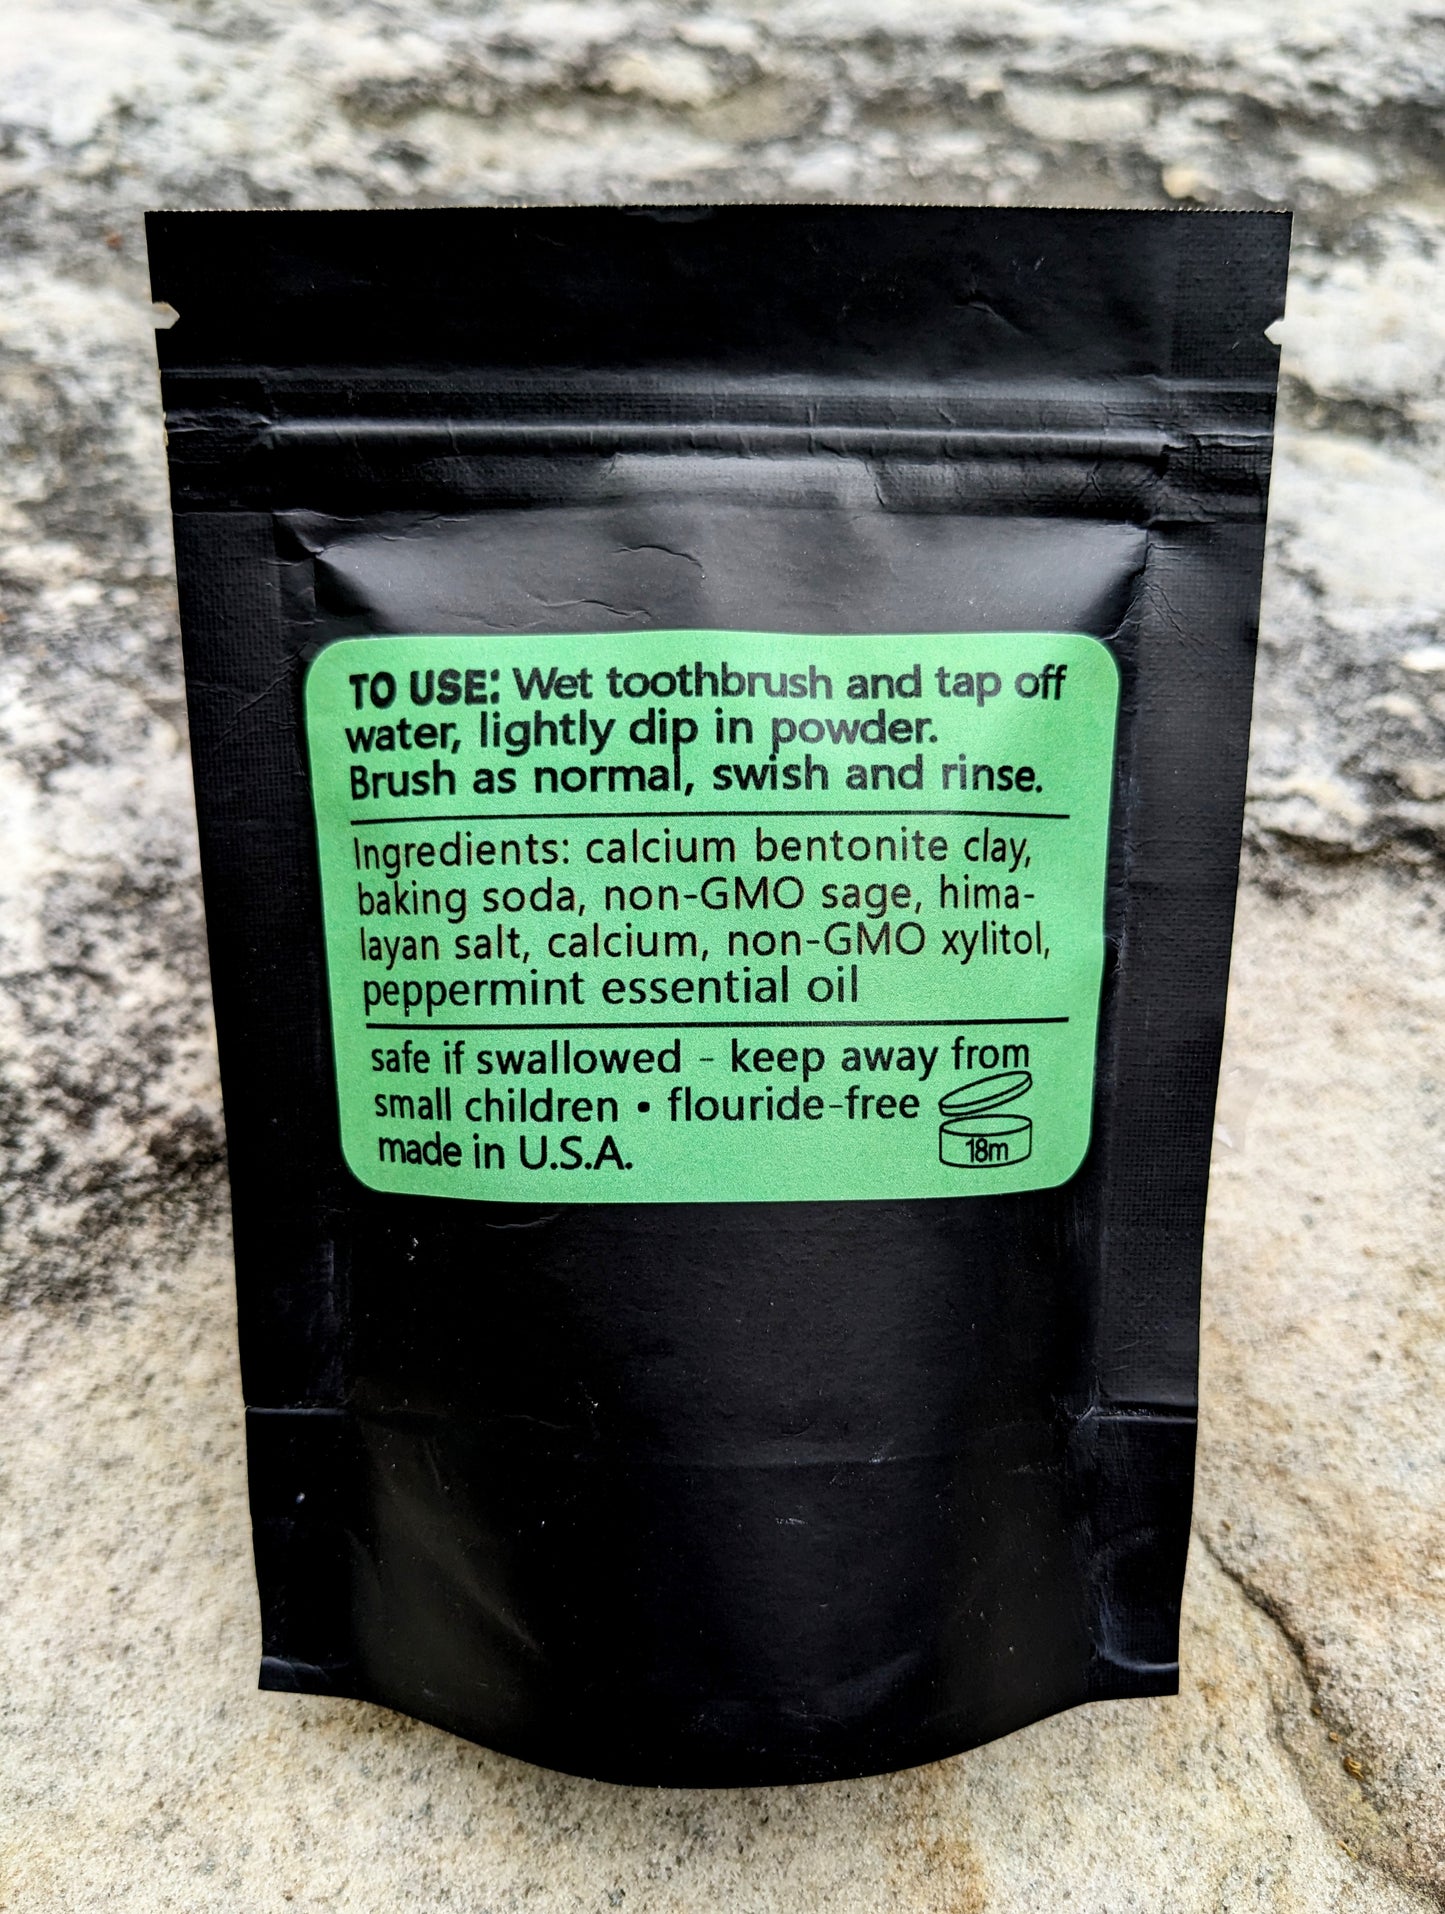 TO USE: Wet toothbrush and tap off
water, lightly dip in powder.
Brush as normal, swish and rinse.
Ingredients: calcium bentonite clay,
baking soda, non-GMO sage, hima-
layan salt, calcium, non-GMO xylitol,
peppermint essential oil
safe if swallowed - keep away from
small children • flouride-free
made in U.S.A.
18m